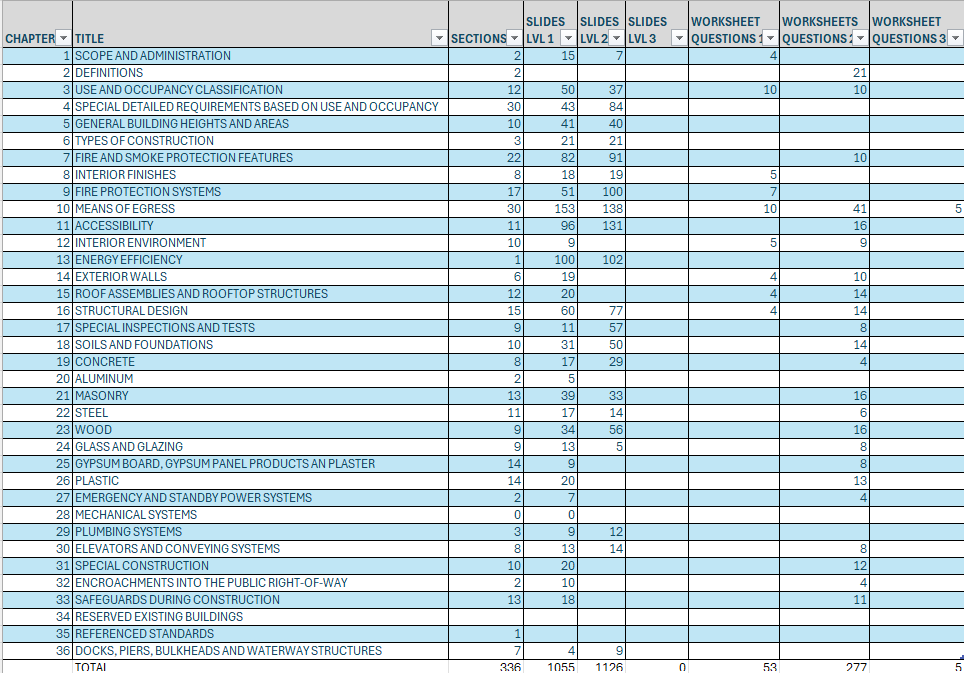 CHAPTER TITLE SECTIONS SLIDES LVL 1 SLIDES LVL 2 SLIDES LVL 3 WORKSHEET QUESTIONS 1 WORKSHEETS QUESTIONS 2 WORKSHEET QUESTIONS 3
1 SCOPE AND ADMINISTRATION 2 15 7 4
2 DEFINITIONS 2 21
3 USE AND OCCUPANCY CLASSIFICATION 12 50 37 10 10
4 SPECIAL DETAILED REQUIREMENTS BASED ON USE AND OCCUPANCY 30 43 84
5 GENERAL BUILDING HEIGHTS AND AREAS 10 41 40
6 TYPES OF CONSTRUCTION 3 21 21
7 FIRE AND SMOKE PROTECTION FEATURES 22 82 91 10
8 INTERIOR FINISHES 8 18 19 5
9 FIRE PROTECTION SYSTEMS 17 51 100 7
10 MEANS OF EGRESS 30 153 138 10 41 5
11 ACCESSIBILITY 11 96 131 16
12 INTERIOR ENVIRONMENT 10 9 5 9
13 ENERGY EFFICIENCY 1 100 102
14 EXTERIOR WALLS 6 19 4 10
15 ROOF ASSEMBLIES AND ROOFTOP STRUCTURES 12 20 4 14
16 STRUCTURAL DESIGN 15 60 77 4 14
17 SPECIAL INSPECTIONS AND TESTS 9 11 57 8
18 SOILS AND FOUNDATIONS 10 31 50 14
19 CONCRETE 8 17 29 4
20 ALUMINUM 2 5
21 MASONRY 13 39 33 16
22 STEEL 11 17 14 6
23 WOOD 9 34 56 16
24 GLASS AND GLAZING 9 13 5 8
25 GYPSUM BOARD, GYPSUM PANEL PRODUCTS AN PLASTER 14 9 8
26 PLASTIC 14 20 13
27 EMERGENCY AND STANDBY POWER SYSTEMS 2 7 4
28 MECHANICAL SYSTEMS 0 0
29 PLUMBING SYSTEMS 3 9 12
30 ELEVATORS AND CONVEYING SYSTEMS 8 13 14 8
31 SPECIAL CONSTRUCTION 10 20 12
32 ENCROACHMENTS INTO THE PUBLIC RIGHT-OF-WAY 2 10 4
33 SAFEGUARDS DURING CONSTRUCTION 13 18 11
34 RESERVED EXISTING BUILDINGS
35 REFERENCED STANDARDS 1
36 DOCKS, PIERS, BULKHEADS AND WATERWAY STRUCTURES 7 4 9
TOTAL 336 1055 1126 0 53 277 5